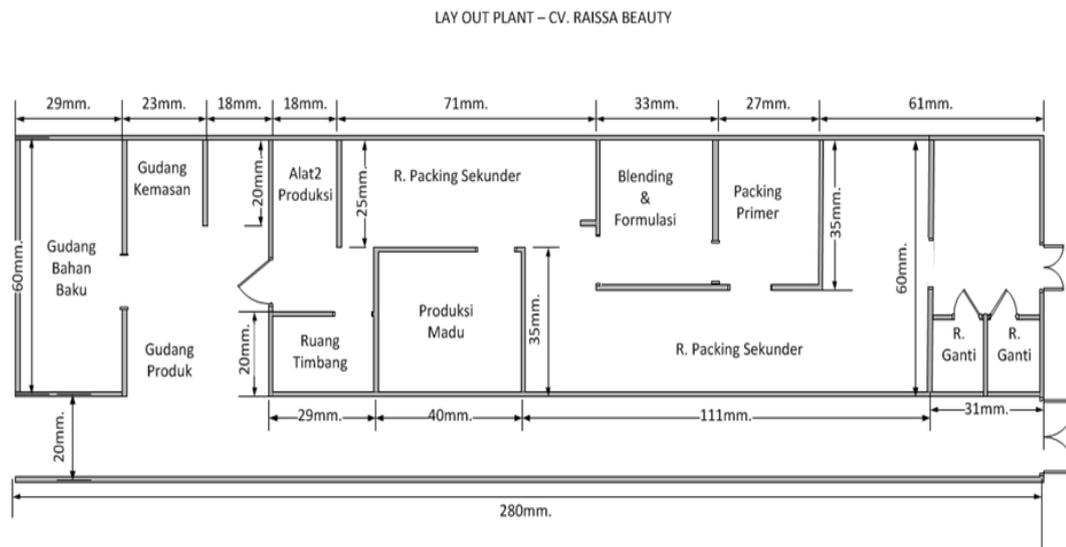 LAY OUT PLANT – CV. RAISSA BEAUTY
29mm.
23mm.
18mm.
18mm.
71mm.
33mm.
27mm.
61mm.
Gudang
Kemasan
20mm.
Alat2
Produksi
25mm.
R. Packing Sekunder
Blending
&
Formulasi
Packing
Primer
35mm.
60mm.
60mm.
Gudang
Bahan
Baku
Gudang
Produk
20mm.
Ruang
Timbang
Produksi
Madu
35mm.
R. Packing Sekunder
R.
Ganti
R.
Ganti
29mm.
40mm.
111mm.
31mm.
20mm.
280mm.